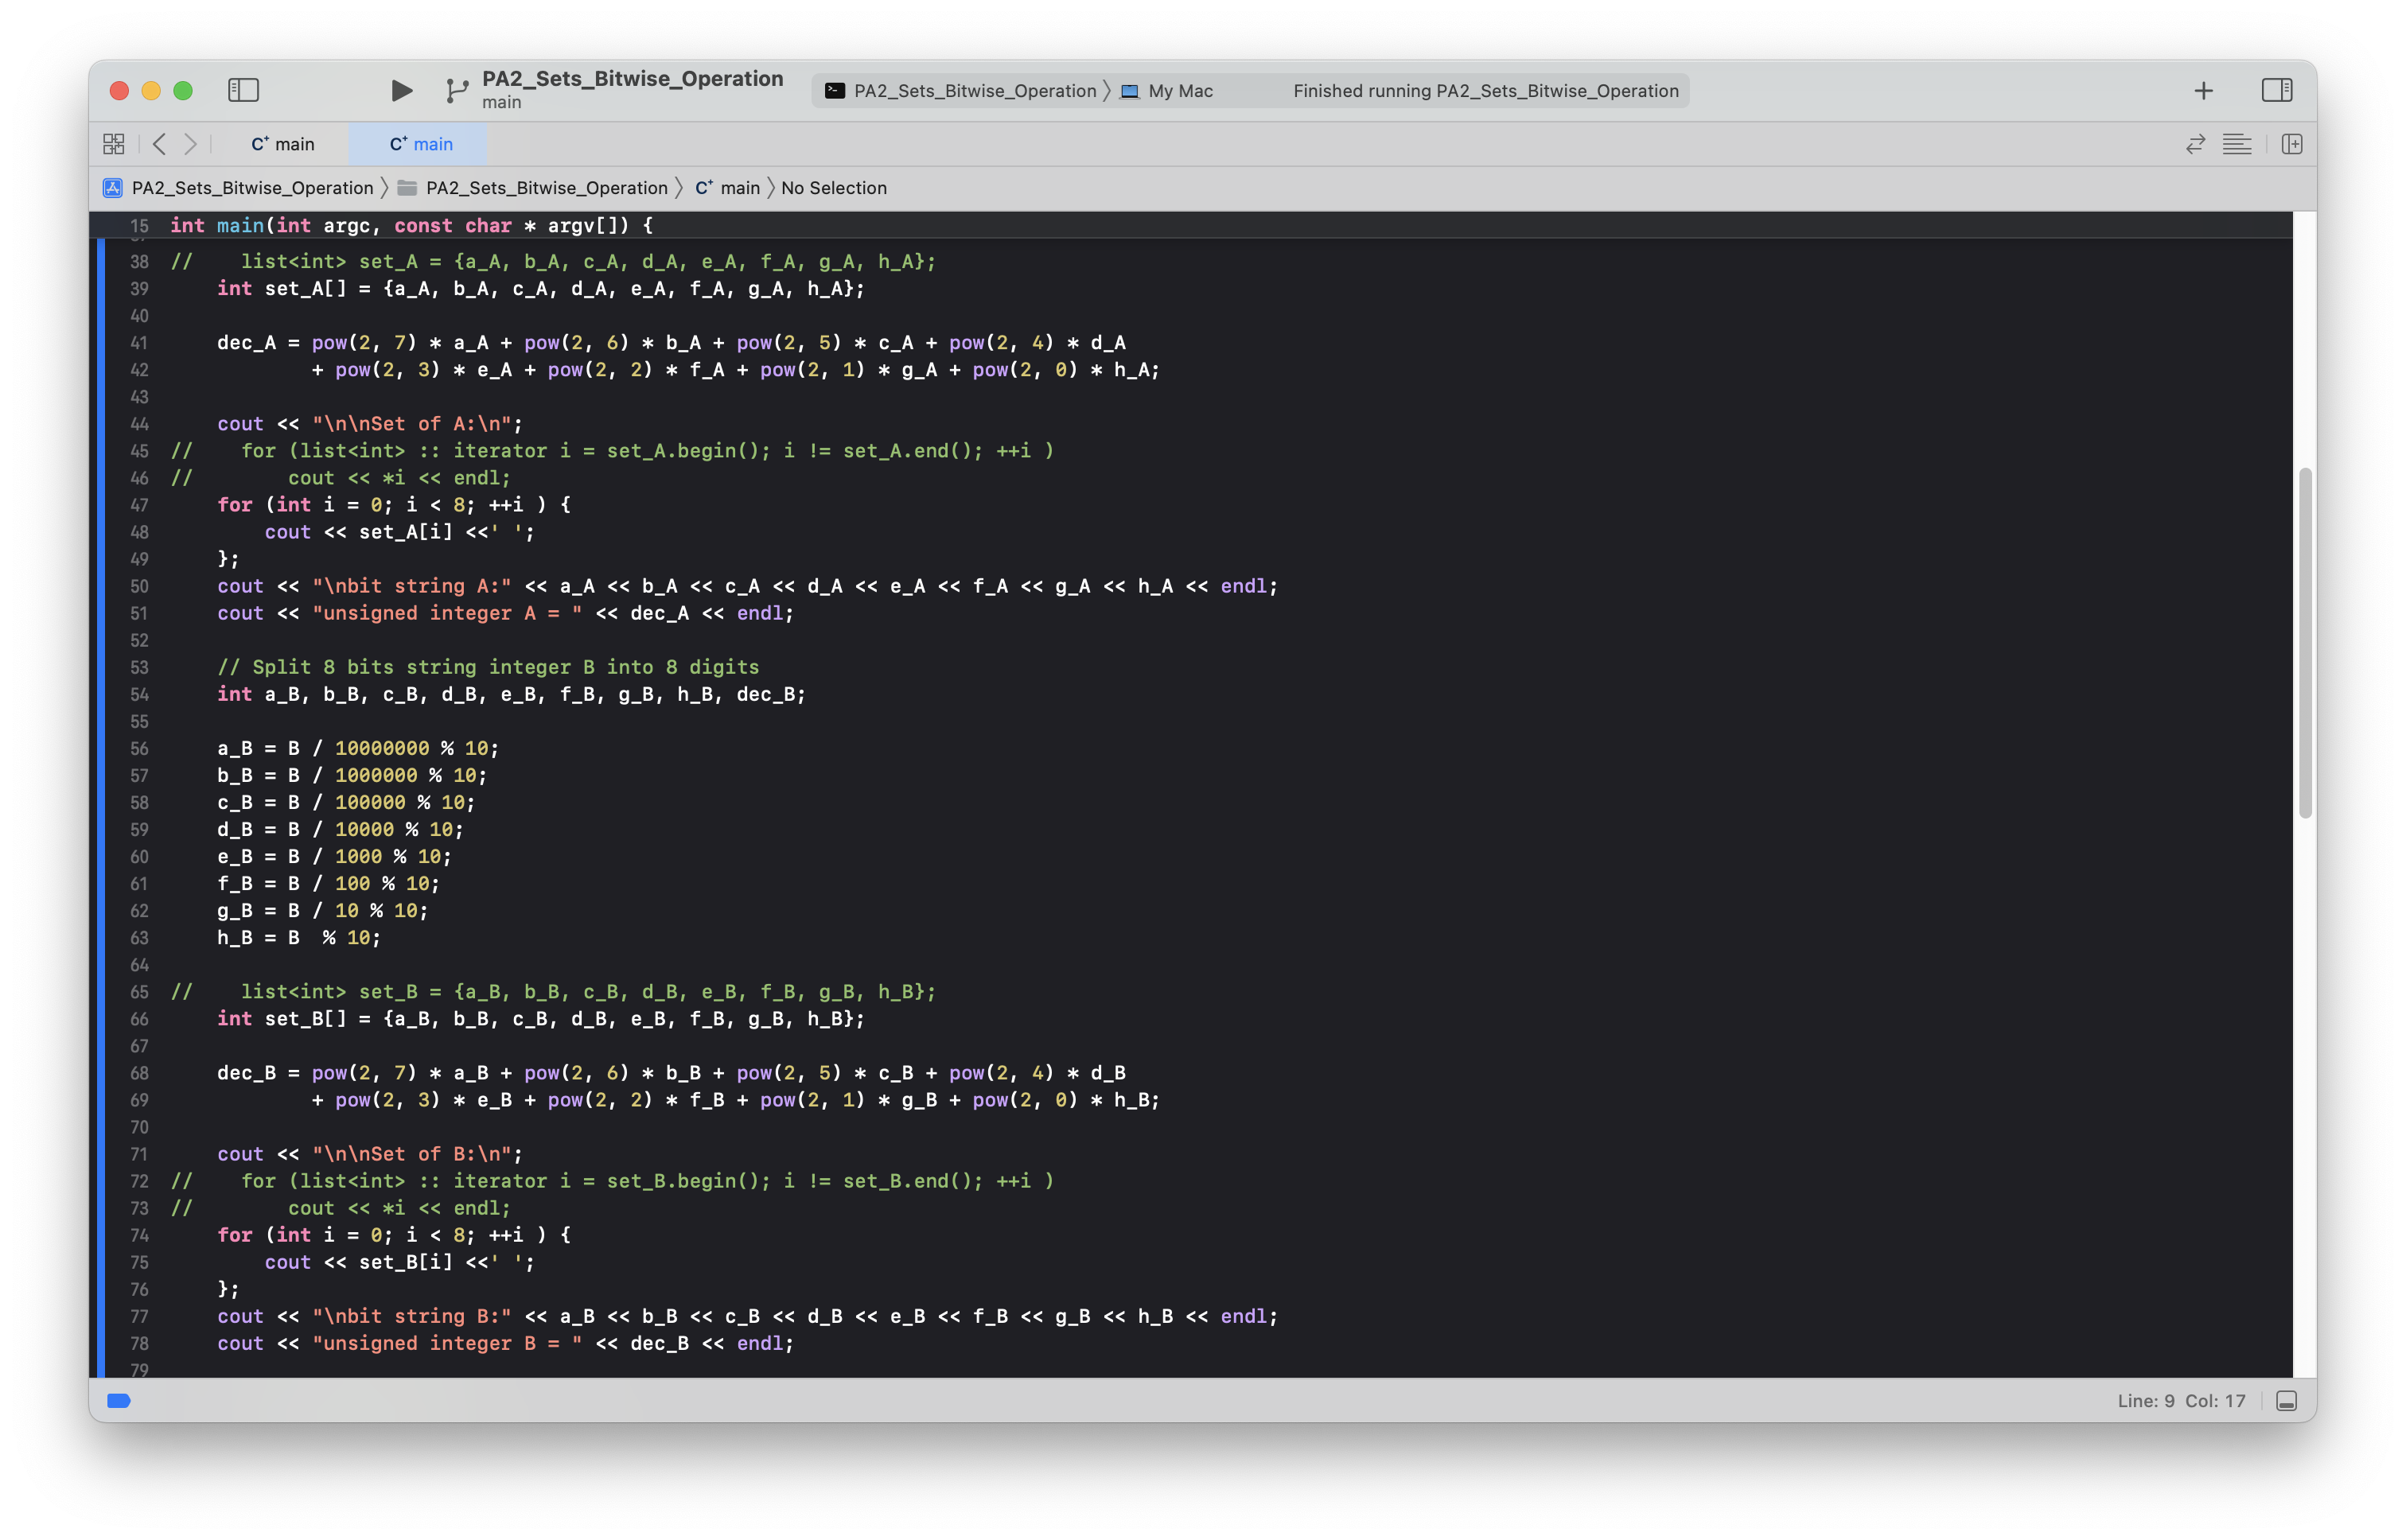 PA2_Sets_Bitwise_Operation
main
PA2_Sets_Bitwise_Operation 〉 My Mac Finished running PA2_Sets_Bitwise_Operation
C+ main C+ main
PA2_Sets_Bitwise_Operation 〉 PA2_Sets_Bitwise_Operation 〉 C+ main 〉 No Selection
15 int main(int argc, const char * argv[]) {
38 //    list<int> set_A = {a_A, b_A, c_A, d_A, e_A, f_A, g_A, h_A};
39     int set_A[] = {a_A, b_A, c_A, d_A, e_A, f_A, g_A, h_A};
40
41     dec_A = pow(2, 7) * a_A + pow(2, 6) * b_A + pow(2, 5) * c_A + pow(2, 4) * d_A
42             + pow(2, 3) * e_A + pow(2, 2) * f_A + pow(2, 1) * g_A + pow(2, 0) * h_A;
43
44     cout << "\n\nSet of A:\n";
45 //    for (list<int> :: iterator i = set_A.begin(); i != set_A.end(); ++i )
46 //        cout << *i << endl;
47     for (int i = 0; i < 8; ++i ) {
48         cout << set_A[i] <<' ';
49     };
50     cout << "\nbit string A:" << a_A << b_A << c_A << d_A << e_A << f_A << g_A << h_A << endl;
51     cout << "unsigned integer A = " << dec_A << endl;
52
53     // Split 8 bits string integer B into 8 digits
54     int a_B, b_B, c_B, d_B, e_B, f_B, g_B, h_B, dec_B;
55
56     a_B = B / 10000000 % 10;
57     b_B = B / 1000000 % 10;
58     c_B = B / 100000 % 10;
59     d_B = B / 10000 % 10;
60     e_B = B / 1000 % 10;
61     f_B = B / 100 % 10;
62     g_B = B / 10 % 10;
63     h_B = B  % 10;
64
65 //    list<int> set_B = {a_B, b_B, c_B, d_B, e_B, f_B, g_B, h_B};
66     int set_B[] = {a_B, b_B, c_B, d_B, e_B, f_B, g_B, h_B};
67
68     dec_B = pow(2, 7) * a_B + pow(2, 6) * b_B + pow(2, 5) * c_B + pow(2, 4) * d_B
69             + pow(2, 3) * e_B + pow(2, 2) * f_B + pow(2, 1) * g_B + pow(2, 0) * h_B;
70
71     cout << "\n\nSet of B:\n";
72 //    for (list<int> :: iterator i = set_B.begin(); i != set_B.end(); ++i )
73 //        cout << *i << endl;
74     for (int i = 0; i < 8; ++i ) {
75         cout << set_B[i] <<' ';
76     };
77     cout << "\nbit string B:" << a_B << b_B << c_B << d_B << e_B << f_B << g_B << h_B << endl;
78     cout << "unsigned integer B = " << dec_B << endl;
79
Line: 9 Col: 17